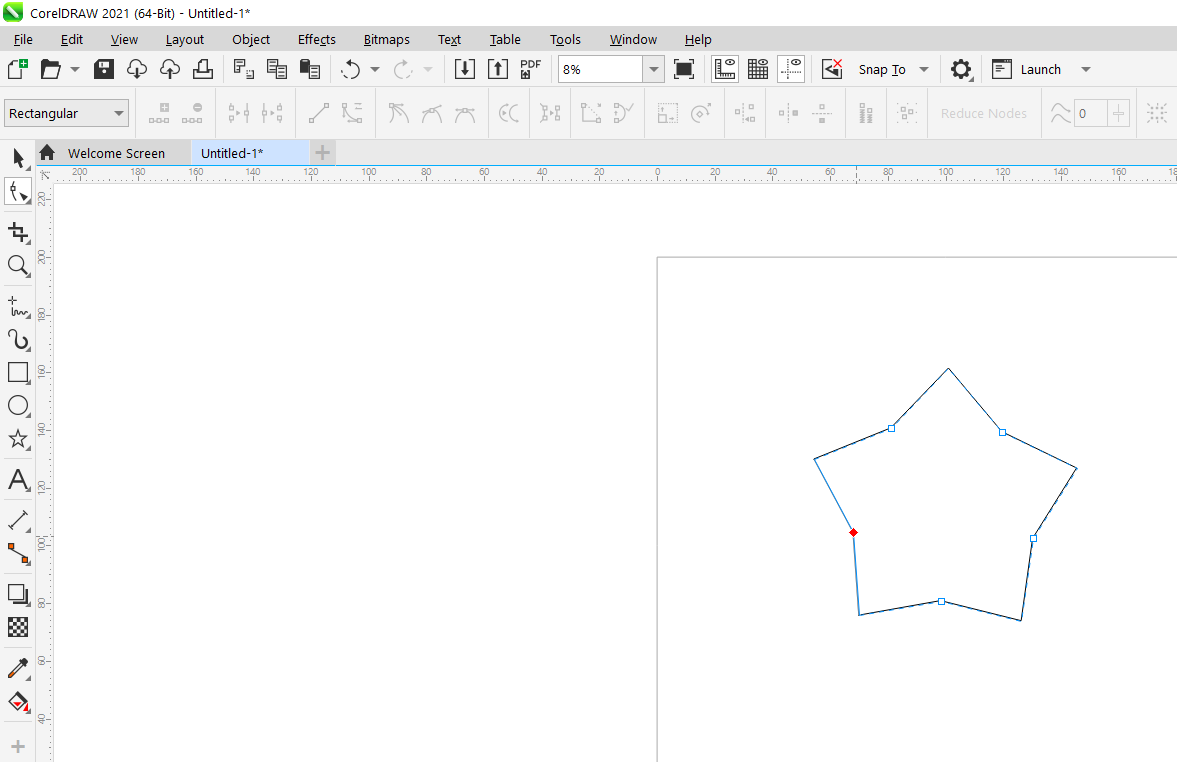 CorelDRAW 2021 (64-Bit) - Untitled-1*
File Edit View Layout Object Effects Bitmaps Text Table Tools Window Help
PDF 8% Snap To Launch
Rectangular Reduce Nodes 0
Welcome Screen Untitled-1*
200 180 160 140 120 100 80 60 40 20 0 20 40 60 80 100 120 140 160
220
200
180
160
140
120
100
80
60
40